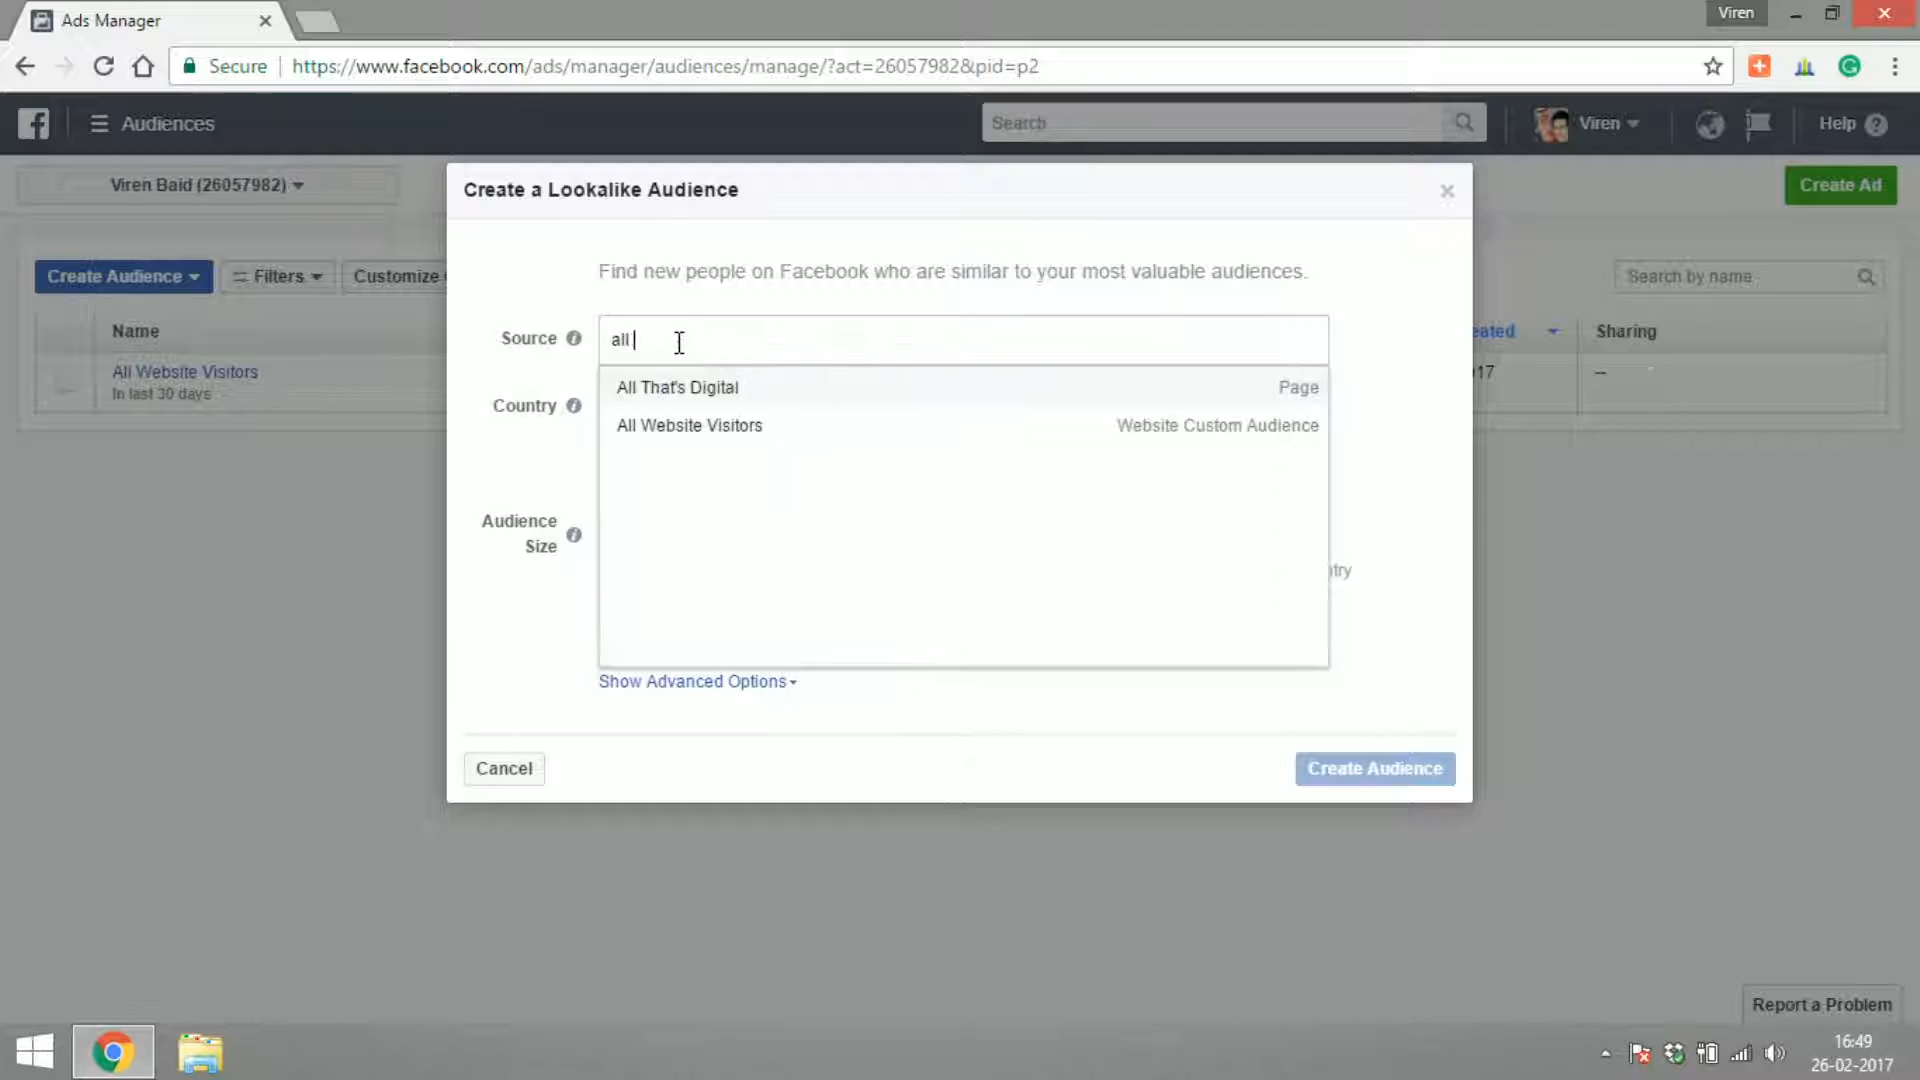 Ads Manager
Viren
Secure
https://www.facebook.com/ads/manager/audiences/manage/?act=26057982&pid=p2
Audiences
Search
Viren
Help
Viren Baid (26057982)
Create a Lookalike Audience
Create Ad
Find new people on Facebook who are similar to your most valuable audiences.
Create Audience
Filters
Customize
Search by name
Name
Source
all
eated
Sharing
All Website Visitors
In last 30 days
17
--
All That's Digital
Page
Country
All Website Visitors
Website Custom Audience
Audience
Size
ntry
Show Advanced Options
Cancel
Create Audience
Report a Problem
16:49
26-02-2017